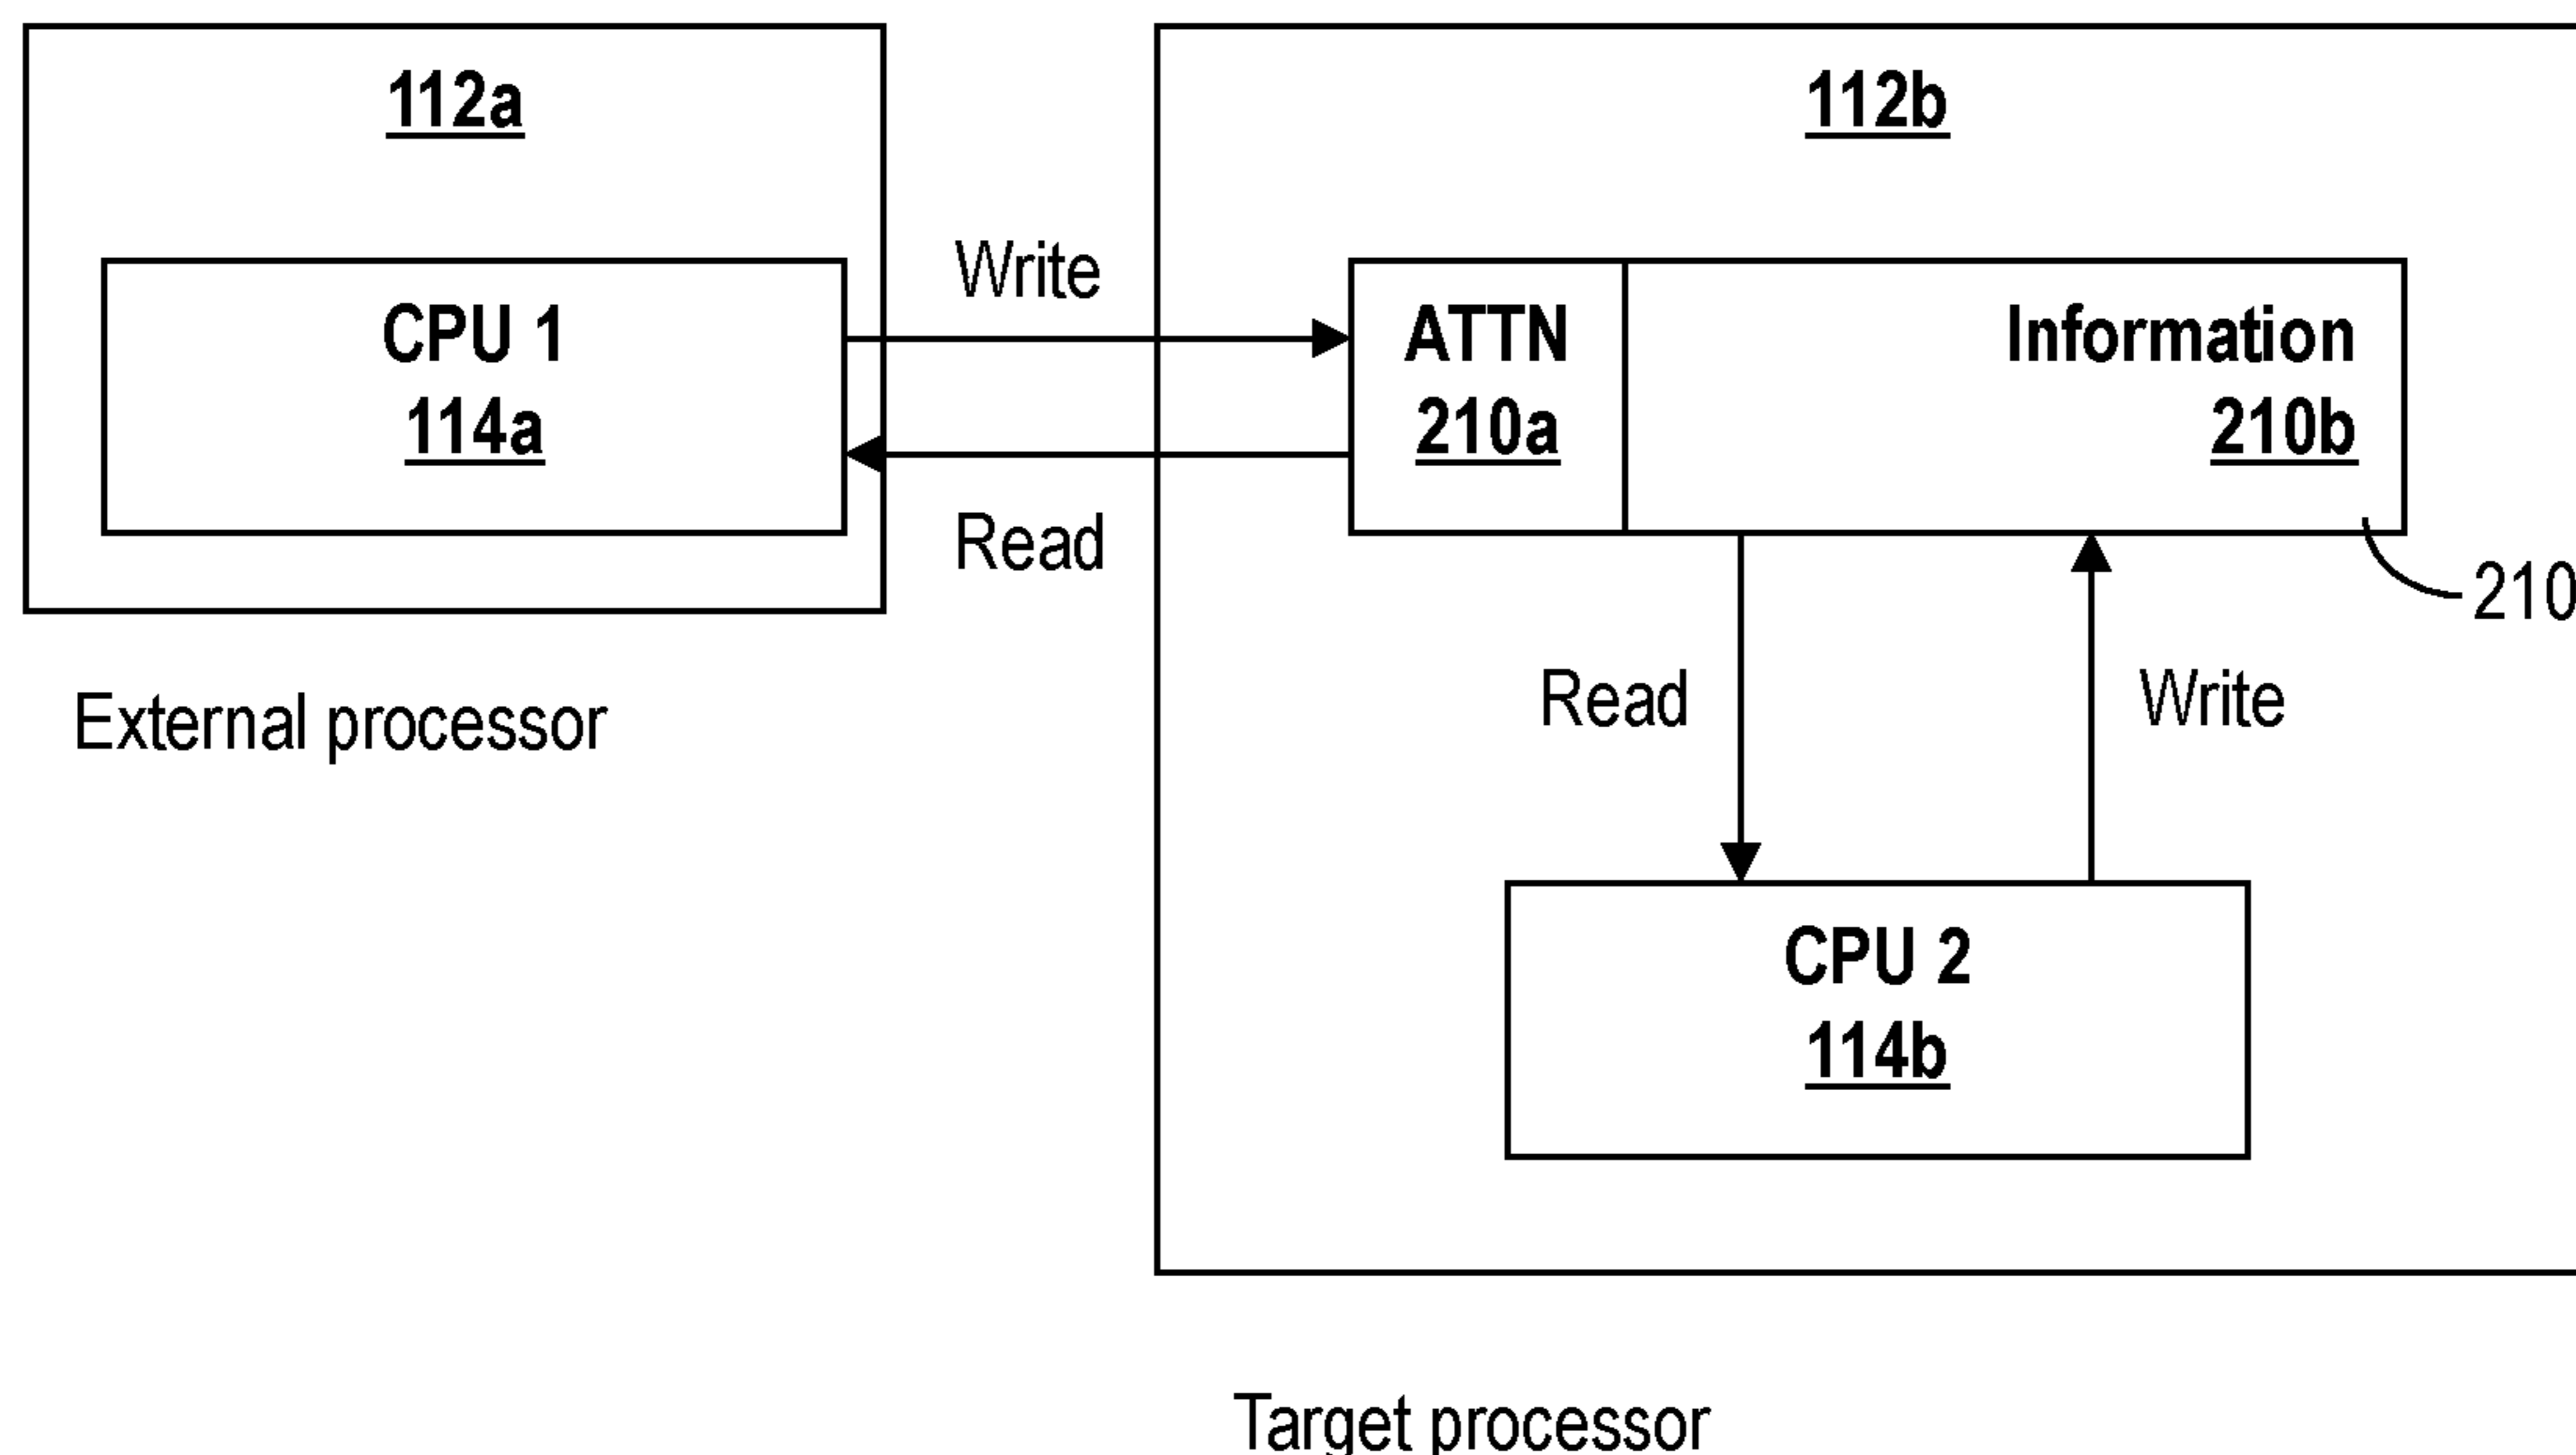 112a
CPU 1
114a
External processor
Write
Read
112b
ATTN
210a
Information
210b
210
Read
Write
CPU 2
114b
Target processor